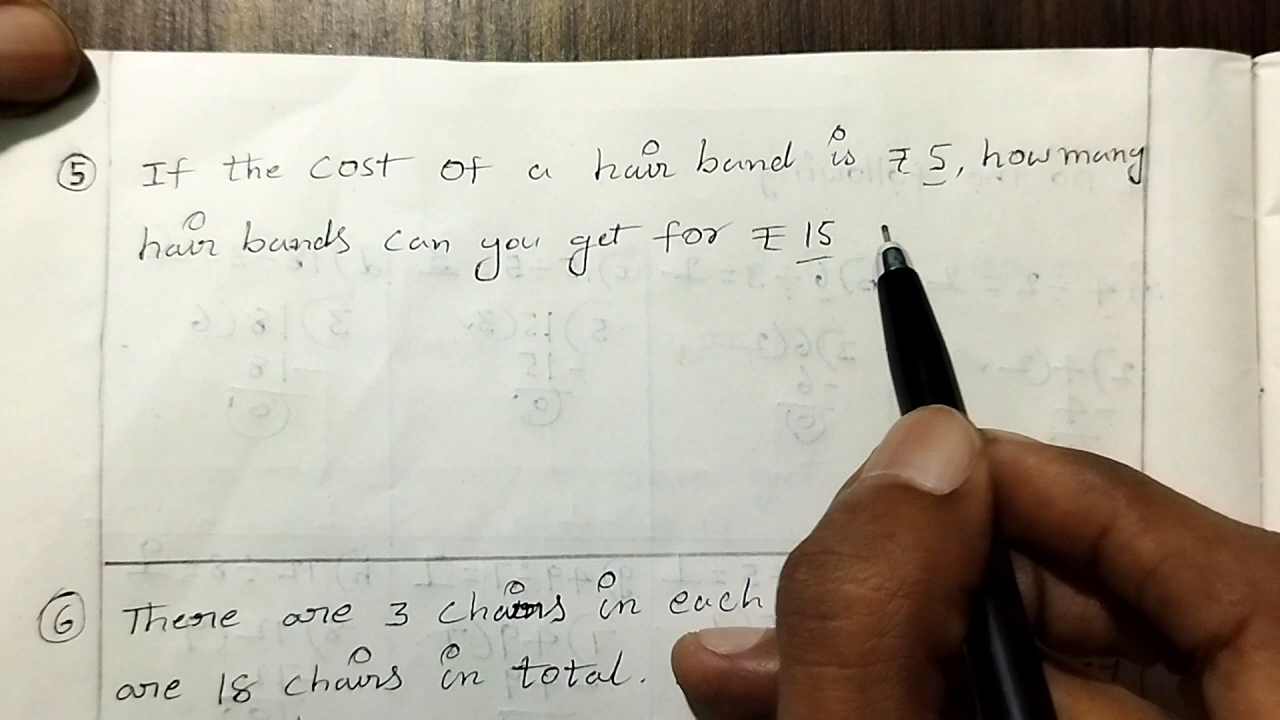 ⑤ If the cost of a hair band is ₹ 5, how many
hair bands can you get for ₹ 15
⑥ There are 3 chairs in each
are 18 chairs in total.